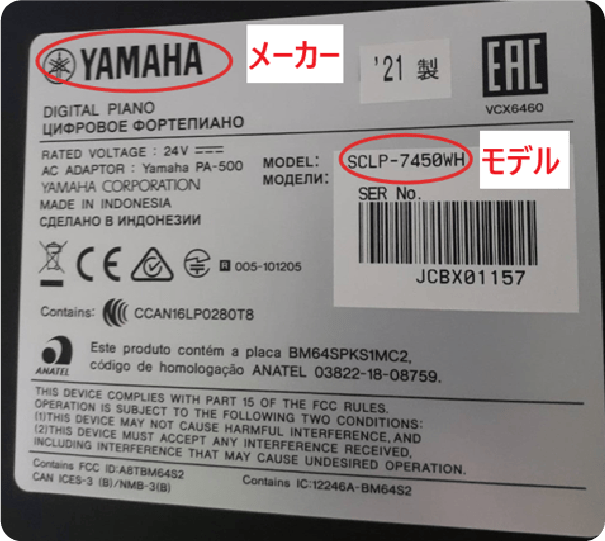 YAMAHA
メーカー
'21 製
EAC
VCX6460
DIGITAL PIANO
ЦИФРОВОЕ ФОРТЕПИАНО
RATED VOLTAGE : 24V
AC ADAPTOR : Yamaha PA-500
YAMAHA CORPORATION
MADE IN INDONESIA
СДЕЛАНО В ИНДОНЕЗИИ
MODEL: SCLP-7450WH
МОДЕЛИ:
モデル
SER No.
JCBX01157
CE
R 005-101205
Contains: CCAN16LP0280T8
ANATEL
Este produto contém a placa BM64SPKS1MC2,
código de homologação ANATEL 03822-18-08759.
THIS DEVICE COMPLIES WITH PART 15 OF THE FCC RULES.
OPERATION IS SUBJECT TO THE FOLLOWING TWO CONDITIONS:
(1)THIS DEVICE MAY NOT CAUSE HARMFUL INTERFERENCE, AND
(2)THIS DEVICE MUST ACCEPT ANY INTERFERENCE RECEIVED,
INCLUDING INTERFERENCE THAT MAY CAUSE UNDESIRED OPERATION.
Contains FCC ID:A8TBM64S2
CAN ICES-3 (B)/NMB-3(B)
Contains IC:12246A-BM64S2